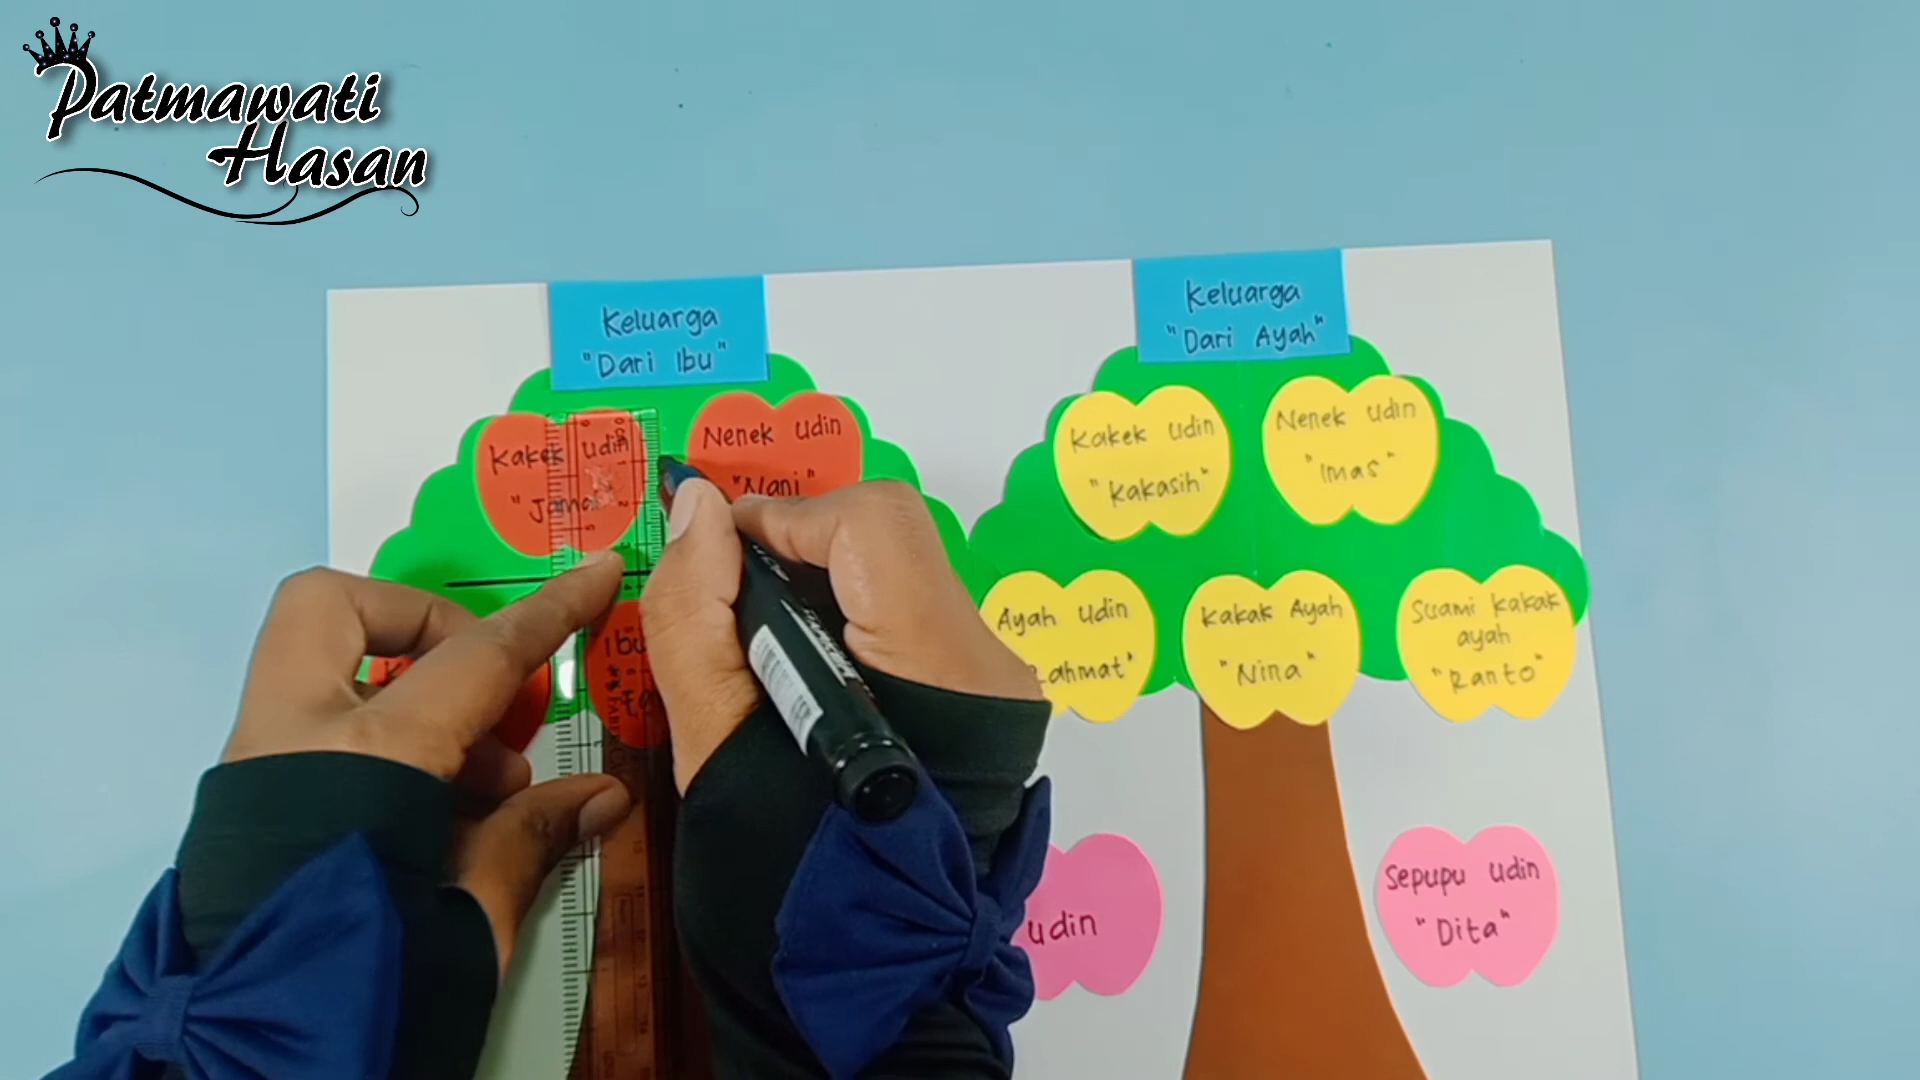 Patmawati
Hasan
Keluarga
"Dari Ibu"
Keluarga
"Dari Ayah"
Kakek Udin
Nenek Udin
"Nani"
Kakek Udin
"Kakasih"
Nenek Udin
"Imas"
Ayah Udin
Kakak Ayah
"Nina"
Suami kakak
ayah
"Ranto"
udin
Sepupu Udin
"Dita"